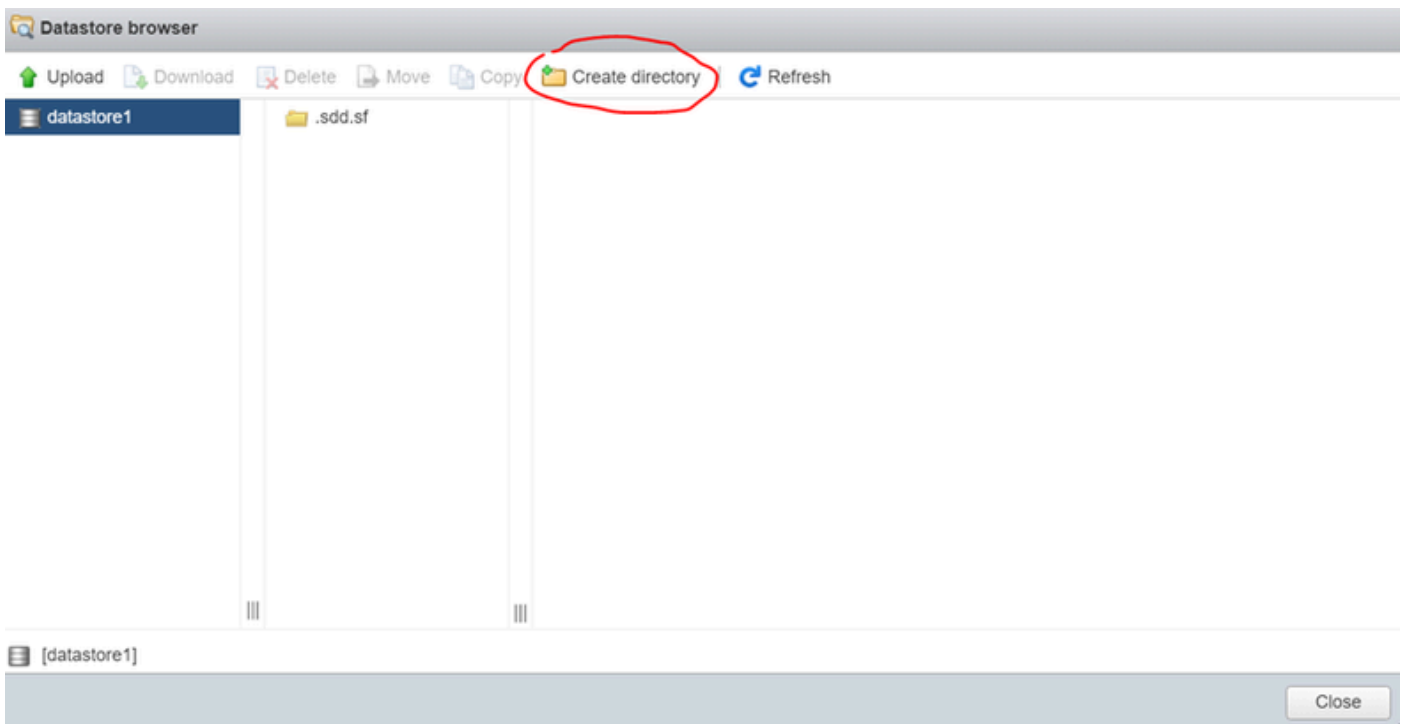 Datastore browser
Upload Download Delete Move Copy Create directory Refresh
datastore1 .sdd.sf
[datastore1]
Close